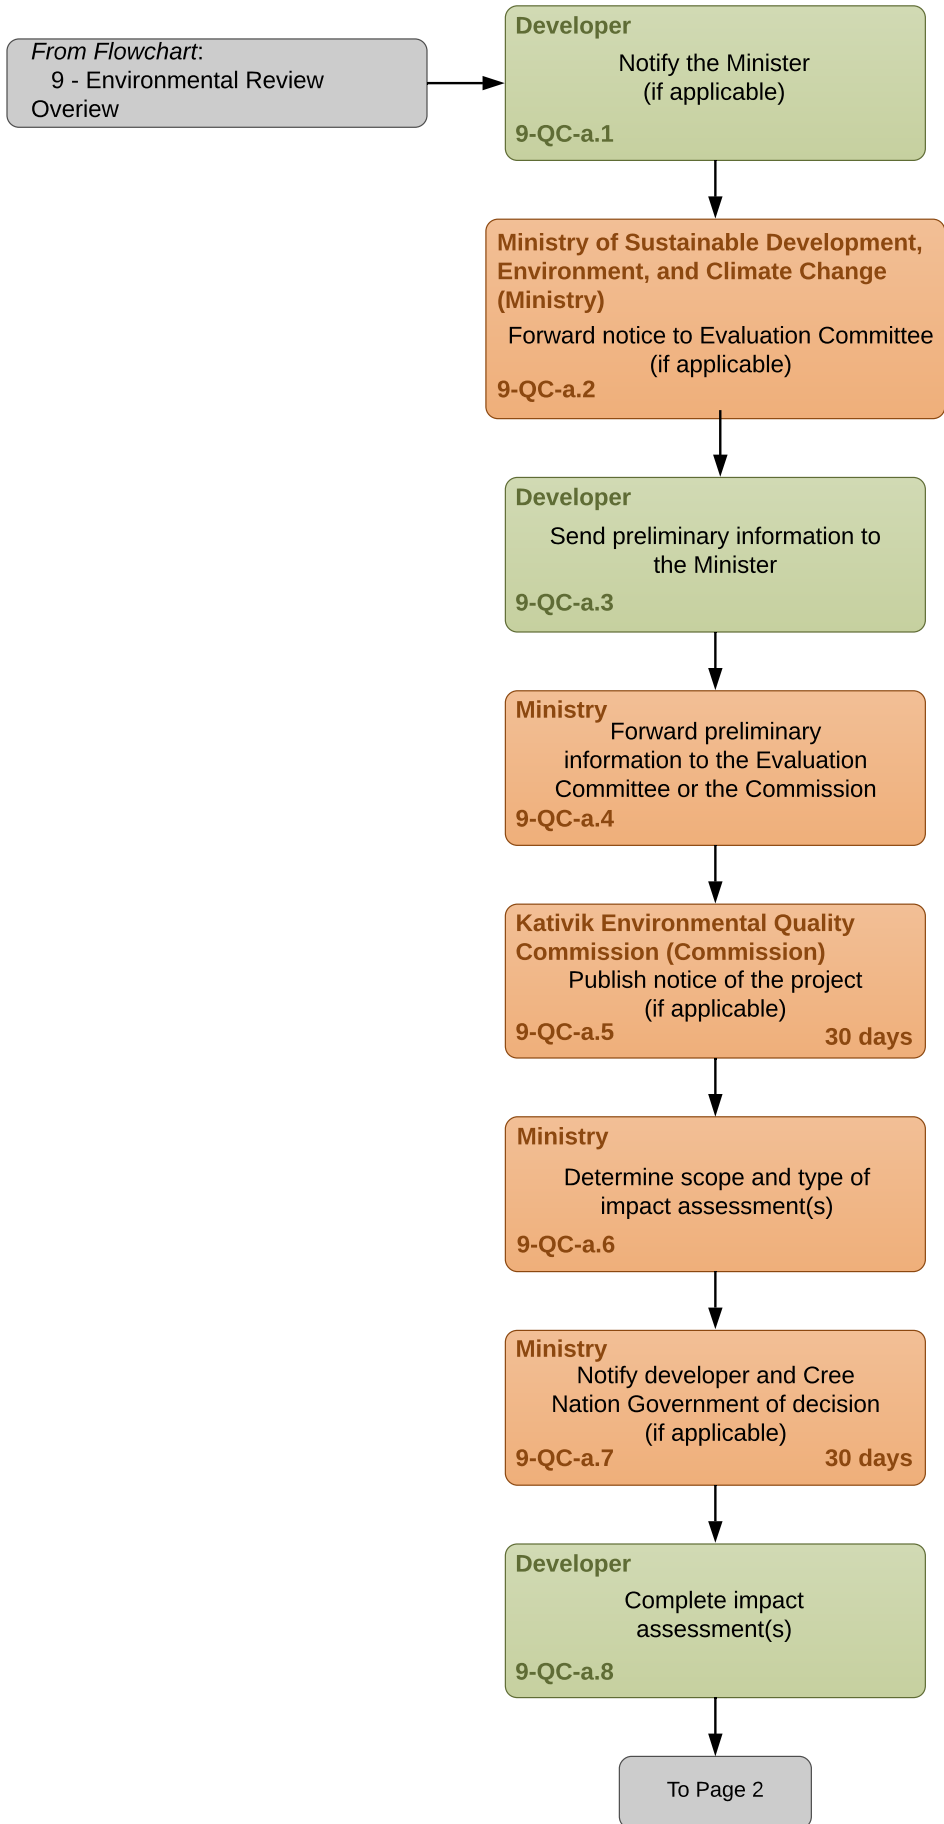 From Flowchart:
9 - Environmental Review
Overiew
Developer
Notify the Minister
(if applicable)
9-QC-a.1
Ministry of Sustainable Development,
Environment, and Climate Change
(Ministry)
Forward notice to Evaluation Committee
(if applicable)
9-QC-a.2
Developer
Send preliminary information to
the Minister
9-QC-a.3
Ministry
Forward preliminary
information to the Evaluation
Committee or the Commission
9-QC-a.4
Kativik Environmental Quality
Commission (Commission)
Publish notice of the project
(if applicable)
9-QC-a.5
30 days
Ministry
Determine scope and type of
impact assessment(s)
9-QC-a.6
Ministry
Notify developer and Cree
Nation Government of decision
(if applicable)
9-QC-a.7
30 days
Developer
Complete impact
assessment(s)
9-QC-a.8
To Page 2